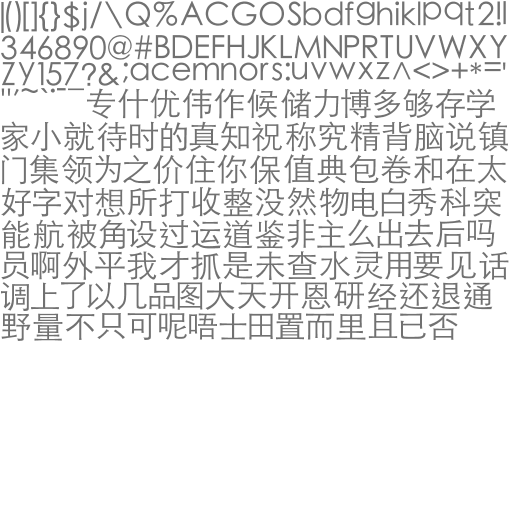 |()[]{}$j/\Q%ACGOSbdfghiklpqt2!I
346890@#BDEFHJKLMNPRTUVWXY
Zy157?&;acemnors:uvwxz^<>+*="
专什优伟作候储力博多够存学
家小就待时的真知祝称究精背脑说镇
门集领为之价住你保值典包卷和在太
好字对想所打收整没然物电白秀科突
能航被角设过运道鉴非主么出去后吗
员啊外平我才抓是未查水灵用要见话
调上了以几品图大天开恩研经还退通
野量不只可呢唔士田置而里且已否